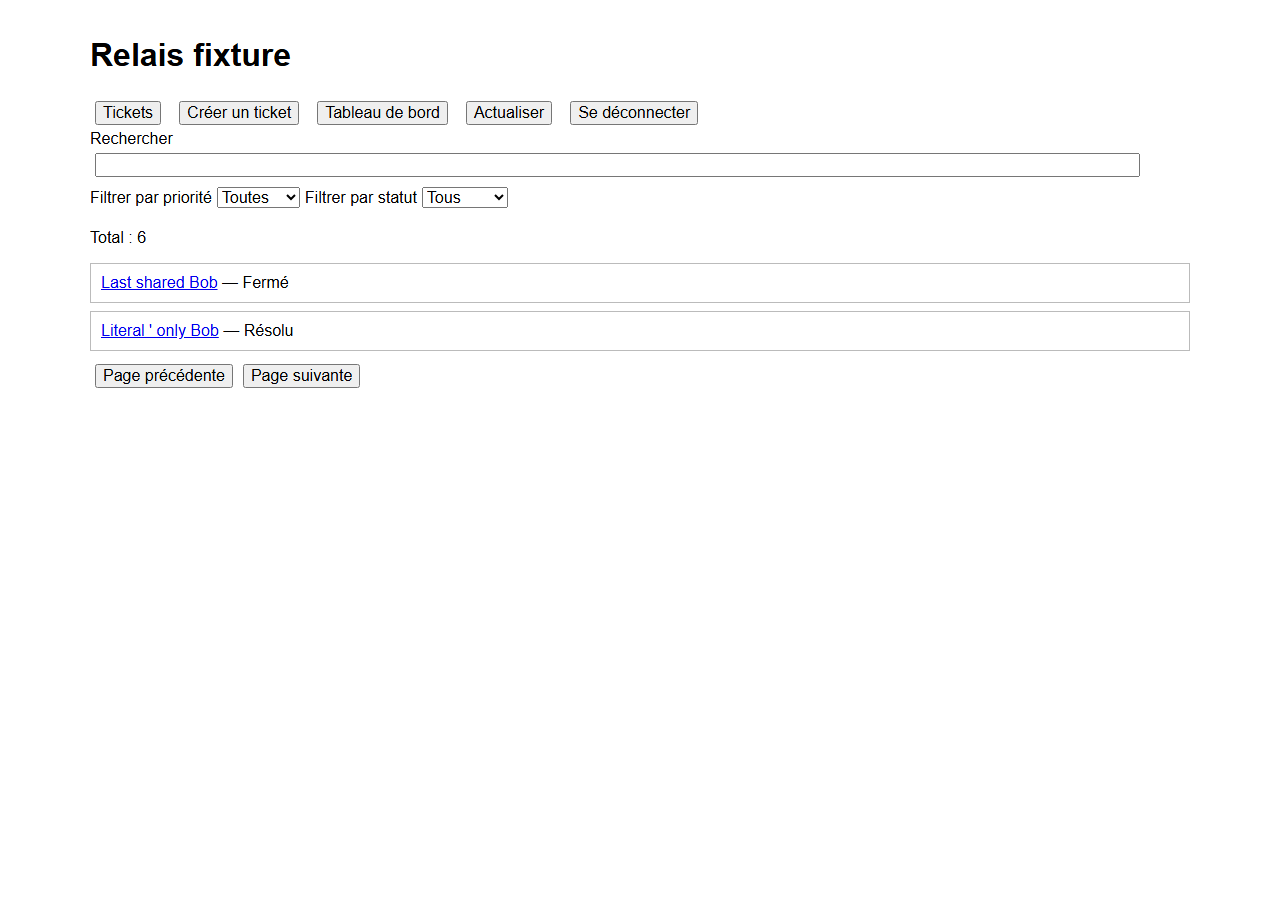 Relais fixture
Tickets Créer un ticket Tableau de bord Actualiser Se déconnecter
Rechercher
Filtrer par priorité Toutes Filtrer par statut Tous
Total : 6
Last shared Bob — Fermé
Literal ' only Bob — Résolu
Page précédente Page suivante